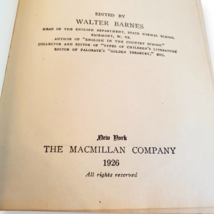 EDITED BY
WALTER BARNES
HEAD OF THE ENGLISH DEPARTMENT, STATE NORMAL SCHOOL
FAIRMONT, W. VA.
AUTHOR OF "ENGLISH IN THE COUNTRY SCHOOL"
COLLECTOR AND EDITOR OF "TYPES OF CHILDREN'S LITERATURE"
EDITOR OF PALGRAVE'S "GOLDEN TREASURY," ETC.
New York
THE MACMILLAN COMPANY
1926
All rights reserved